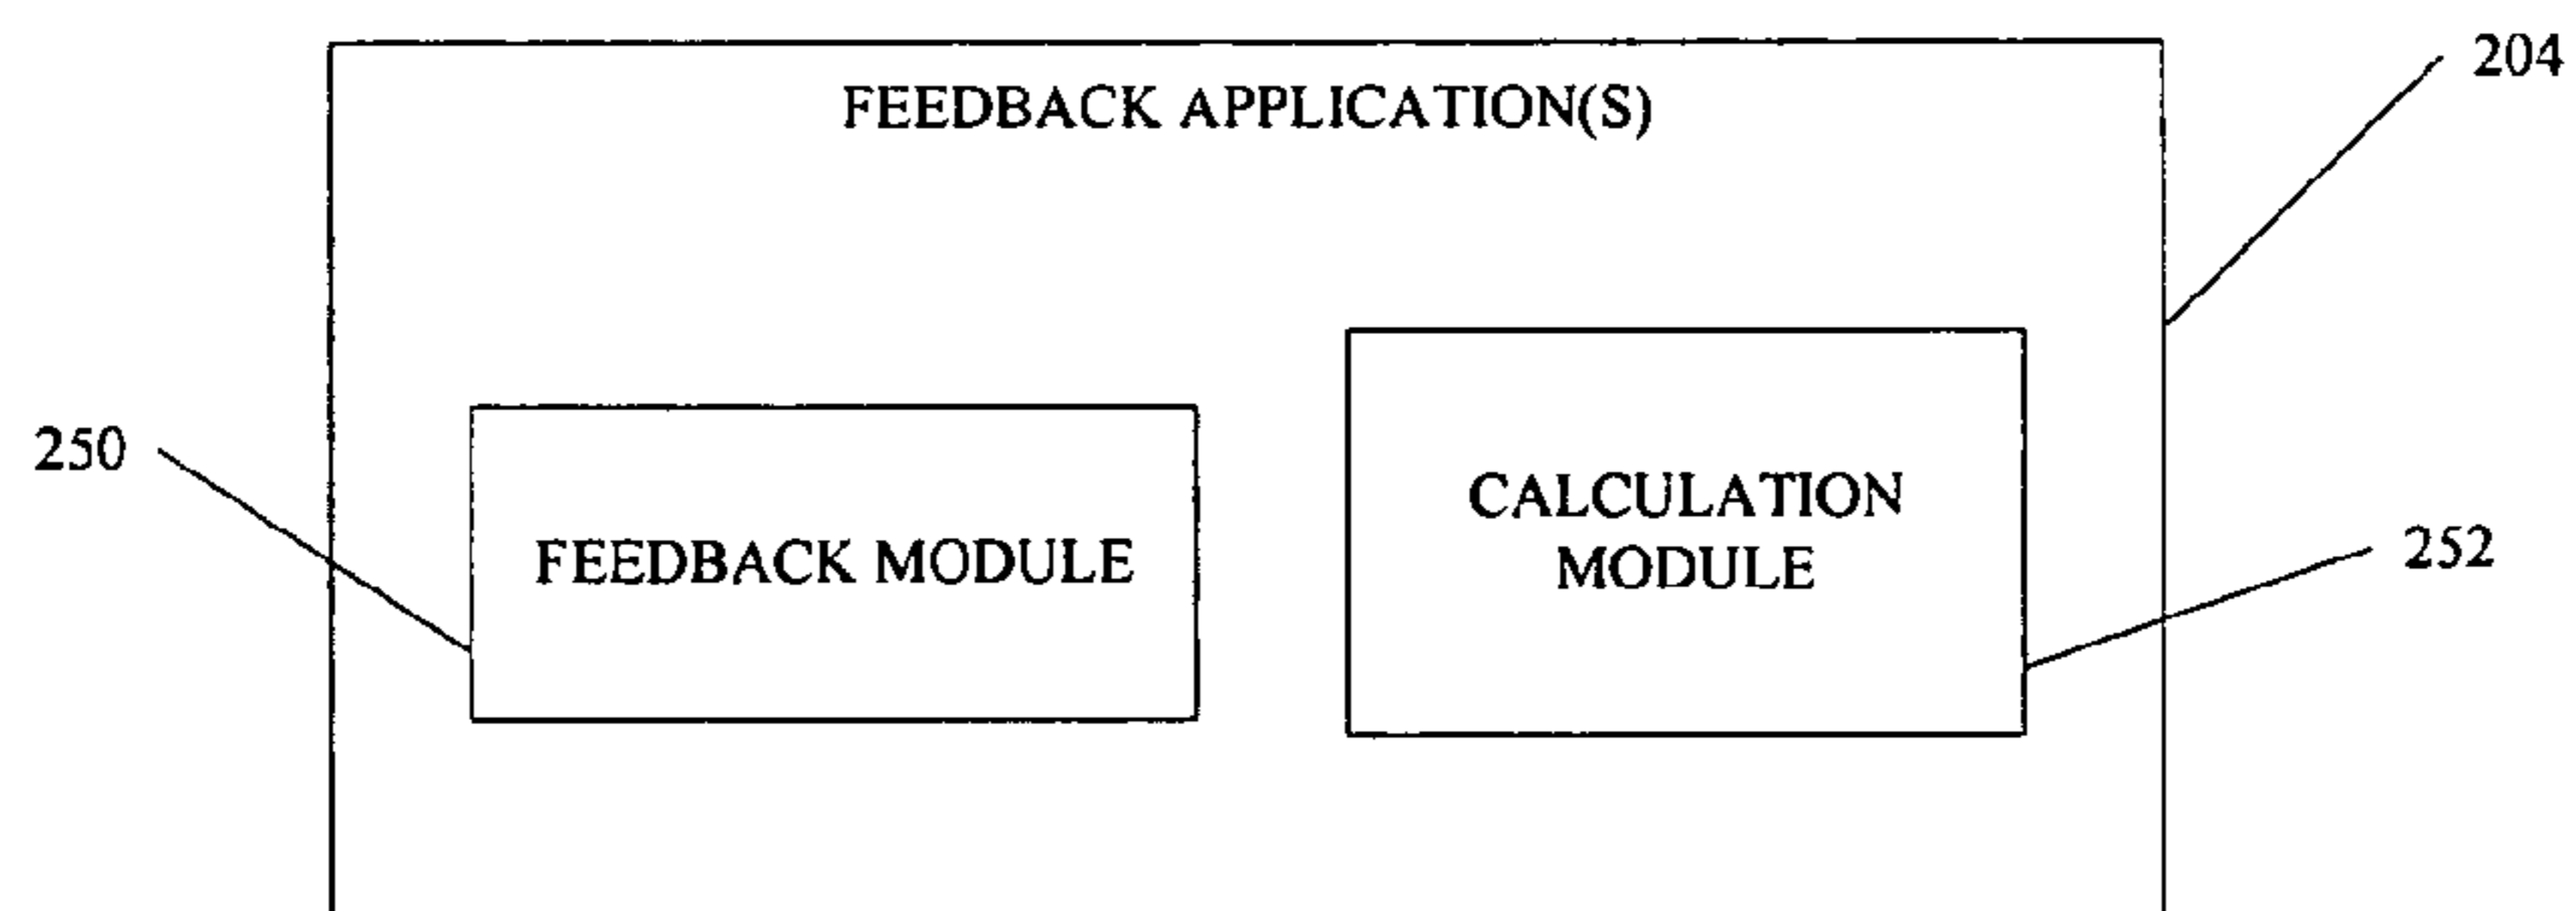 204
FEEDBACK APPLICATION(S)
250
FEEDBACK MODULE
CALCULATION
MODULE
252